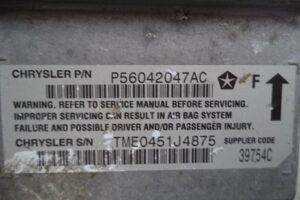 CHRYSLER P/N P56042047AC F
WARNING. REFER TO SERVICE MANUAL BEFORE SERVICING.
IMPROPER SERVICING CAN RESULT IN AIR BAG SYSTEM
FAILURE AND POSSIBLE DRIVER AND/OR PASSENGER INJURY.
CHRYSLER S/N TME0451J4875 SUPPLIER CODE
39754C